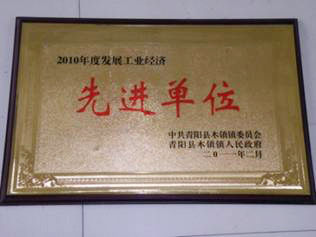 2010年度发展工业经济
先进单位
中共青阳县木镇镇委员会
青阳县木镇镇人民政府
二0一一年二月